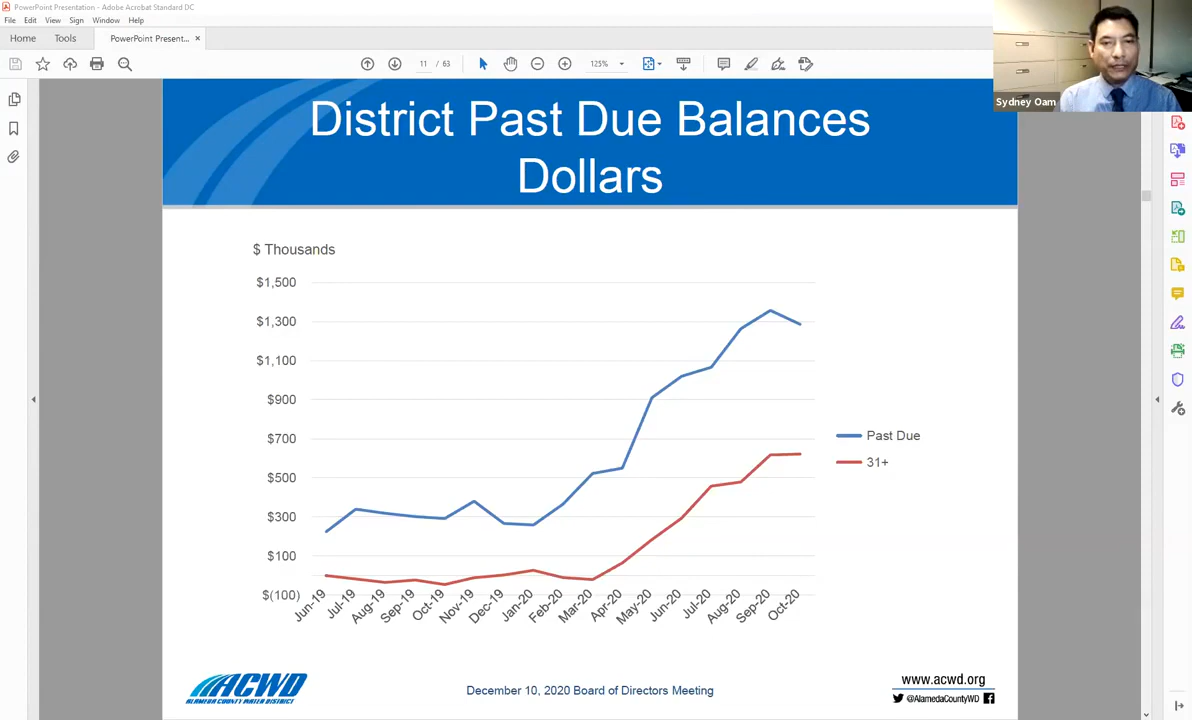 PowerPoint Presentation - Adobe Acrobat Standard DC
File Edit View Sign Window Help
Home Tools PowerPoint Present... ×
11 / 63 125%
Sydney Oam
District Past Due Balances
Dollars
$ Thousands
$1,500
$1,300
$1,100
$900
$700
$500
$300
$100
$(100)
Jun-19 Jul-19 Aug-19 Sep-19 Oct-19 Nov-19 Dec-19 Jan-20 Feb-20 Mar-20 Apr-20 May-20 Jun-20 Jul-20 Aug-20 Sep-20 Oct-20
Past Due
31+
ACWD
ALAMEDA COUNTY WATER DISTRICT
December 10, 2020 Board of Directors Meeting
www.acwd.org
@AlamedaCountyWD